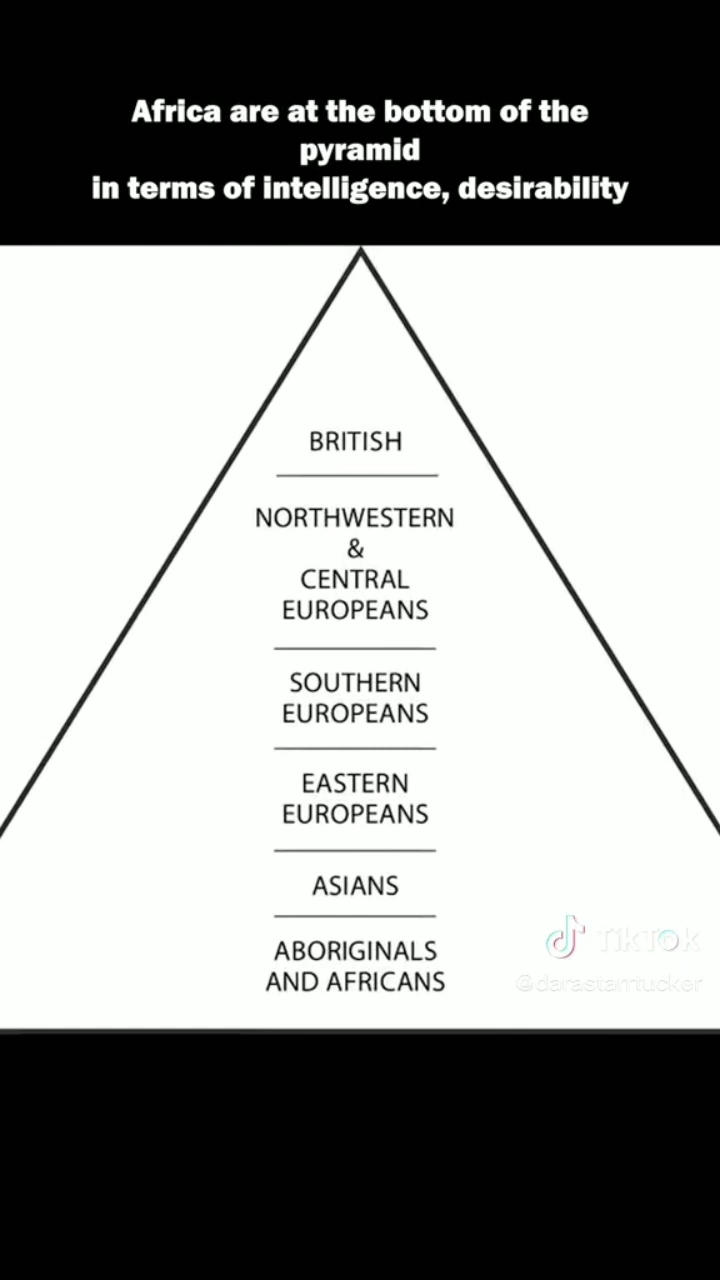 Africa are at the bottom of the
pyramid
in terms of intelligence, desirability
BRITISH
NORTHWESTERN
&
CENTRAL
EUROPEANS
SOUTHERN
EUROPEANS
EASTERN
EUROPEANS
ASIANS
ABORIGINALS
AND AFRICANS
TikTok
@darastarrtucker